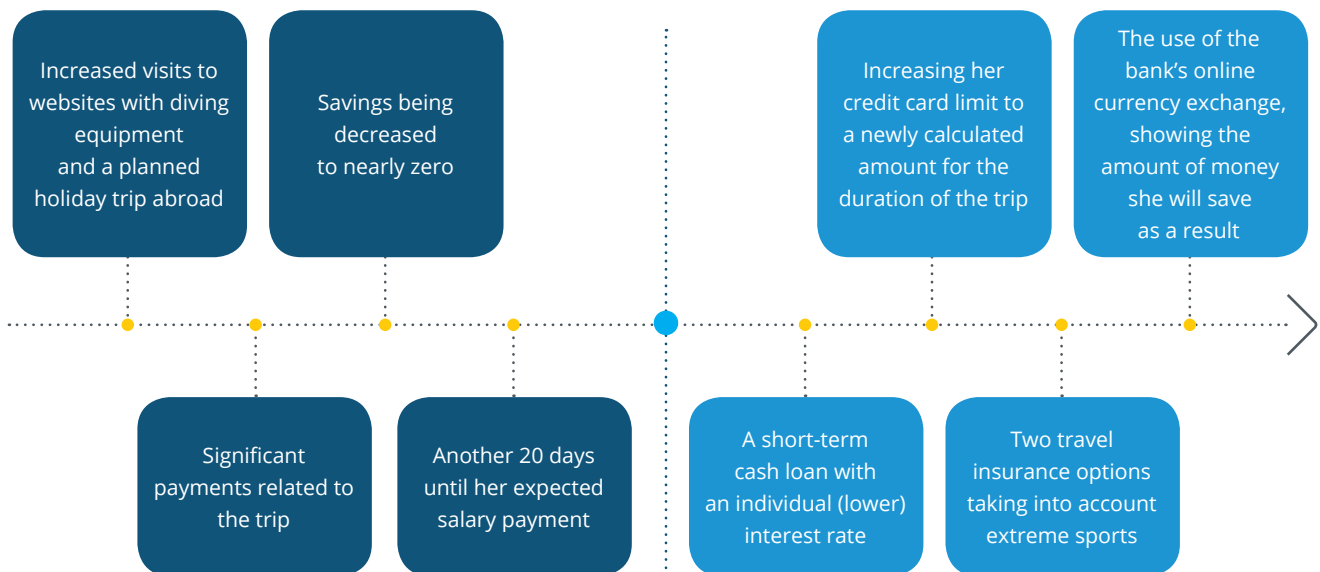 Increased visits to
websites with diving
equipment
and a planned
holiday trip abroad
Savings being
decreased
to nearly zero
Increasing her
credit card limit to
a newly calculated
amount for the
duration of the trip
The use of the
bank’s online
currency exchange,
showing the
amount of money
she will save
as a result
Significant
payments related to
the trip
Another 20 days
until her expected
salary payment
A short-term
cash loan with
an individual (lower)
interest rate
Two travel
insurance options
taking into account
extreme sports